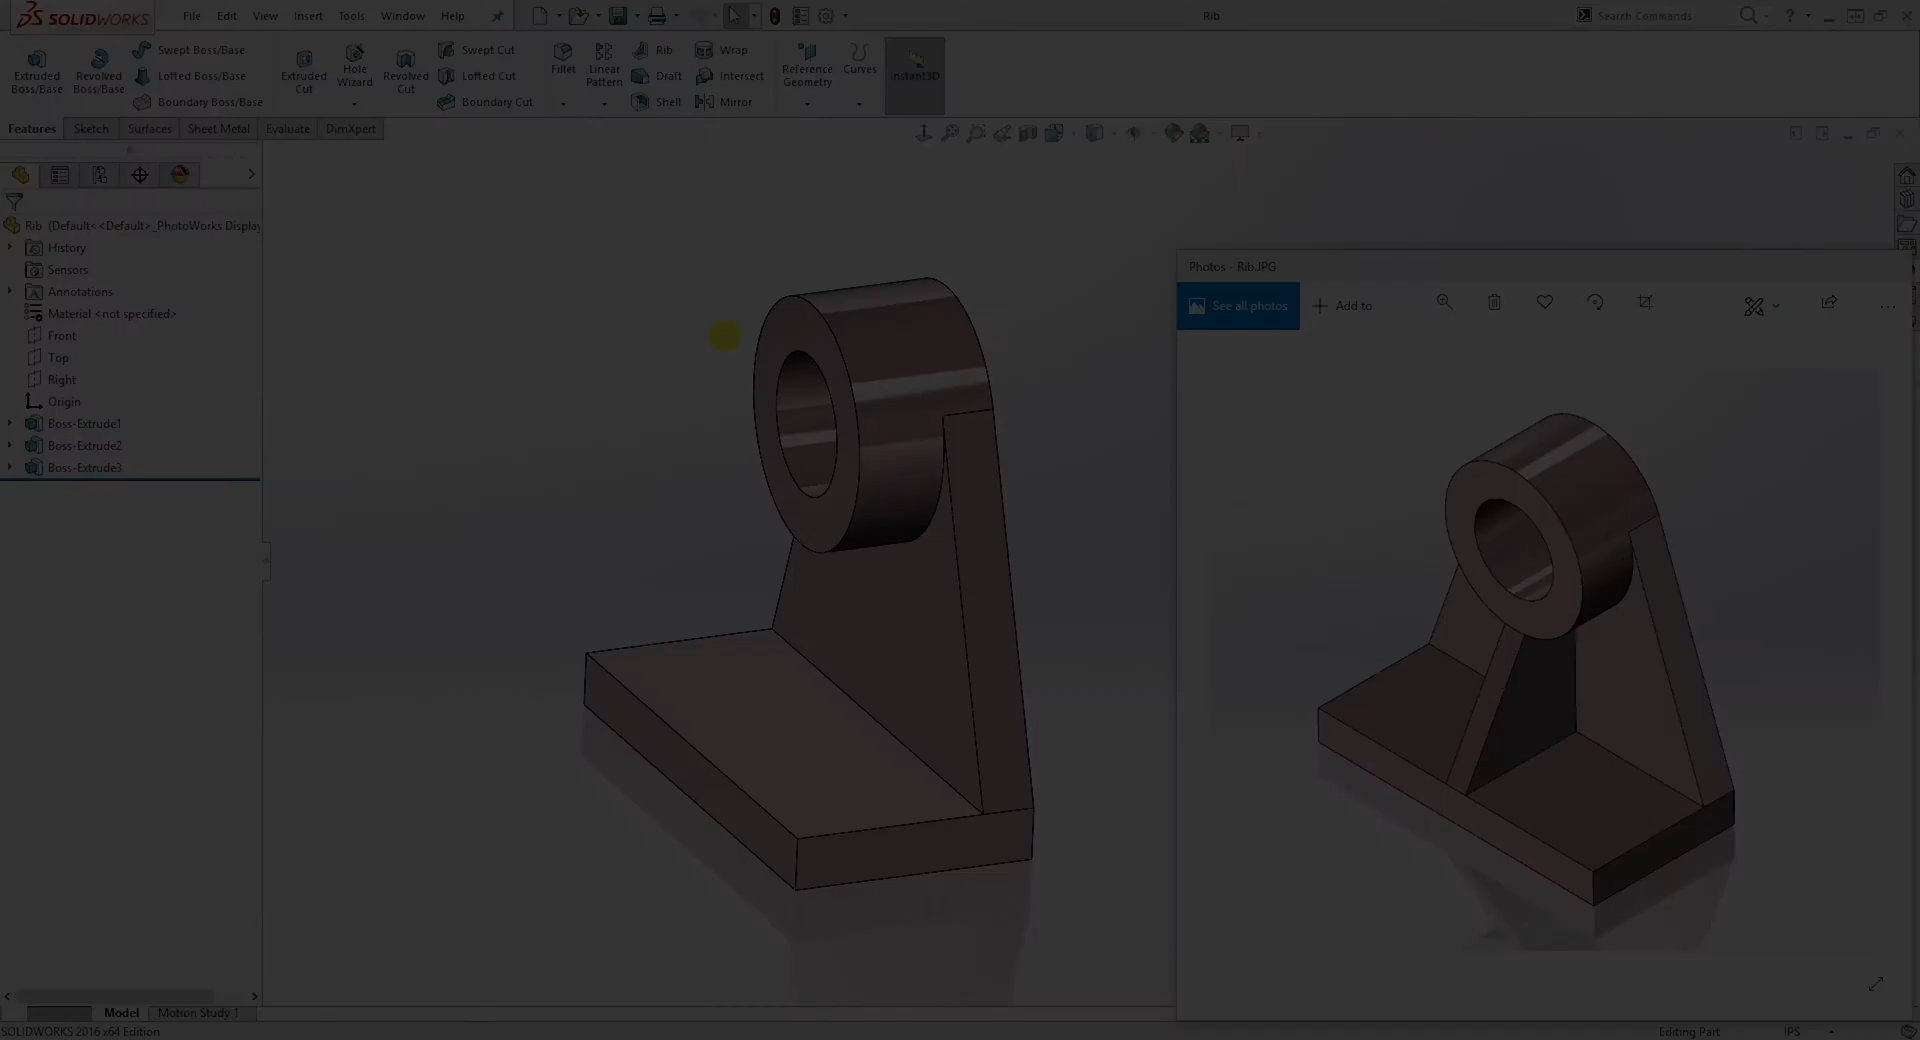 SOLIDWORKS File Edit View Insert Tools Window Help Rib Search Commands
Extruded Boss/Base
Revolved Boss/Base
Swept Boss/Base
Lofted Boss/Base
Boundary Boss/Base
Extruded Cut
Hole Wizard
Revolved Cut
Swept Cut
Lofted Cut
Boundary Cut
Fillet
Linear Pattern
Rib
Draft
Shell
Wrap
Intersect
Mirror
Reference Geometry
Curves
Instant3D
Features Sketch Surfaces Sheet Metal Evaluate DimXpert
Rib (Default<<Default>_PhotoWorks Display
History
Sensors
Annotations
Material <not specified>
Front
Top
Right
Origin
Boss-Extrude1
Boss-Extrude2
Boss-Extrude3
Photos - Rib.JPG
See all photos Add to
Model Motion Study 1
SOLIDWORKS 2016 x64 Edition Editing Part IPS